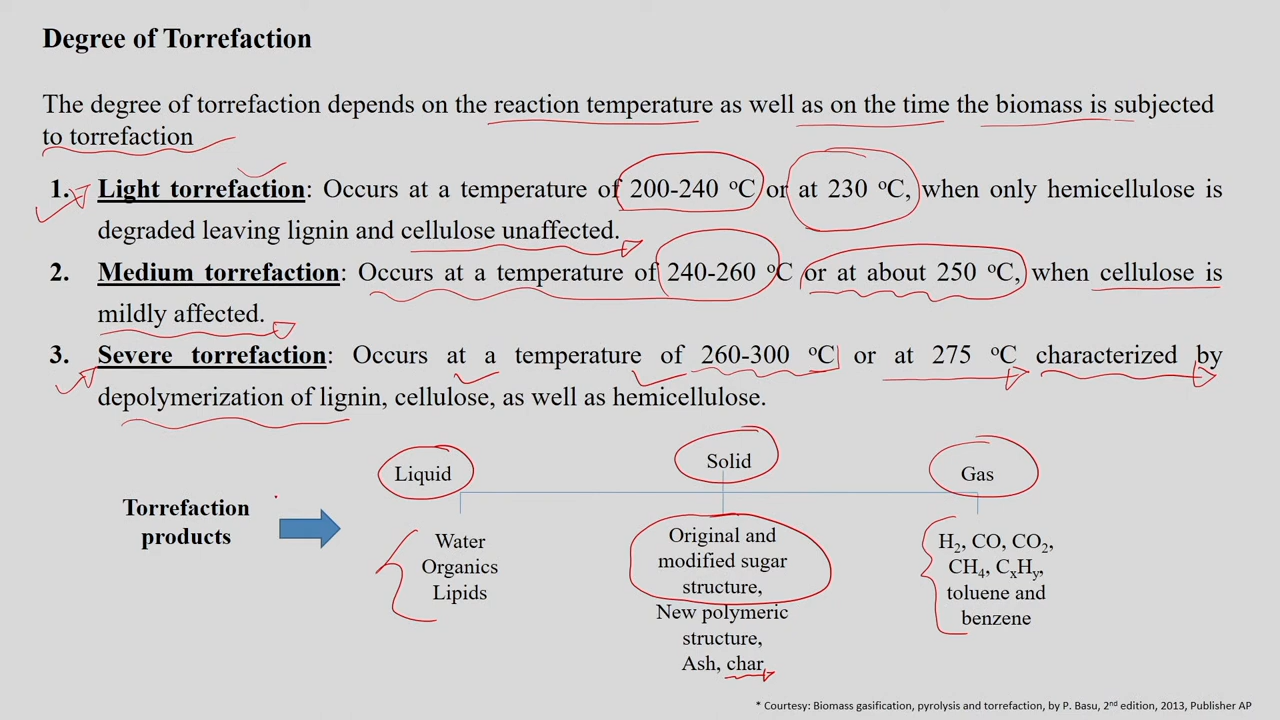 Degree of Torrefaction
The degree of torrefaction depends on the reaction temperature as well as on the time the biomass is subjected
to torrefaction
1. Light torrefaction: Occurs at a temperature of 200-240 ºC or at 230 ºC, when only hemicellulose is
degraded leaving lignin and cellulose unaffected.
2. Medium torrefaction: Occurs at a temperature of 240-260 ºC or at about 250 ºC, when cellulose is
mildly affected.
3. Severe torrefaction: Occurs at a temperature of 260-300 ºC or at 275 ºC characterized by
depolymerization of lignin, cellulose, as well as hemicellulose.
Torrefaction
products
Liquid
Water
Organics
Lipids
Solid
Original and
modified sugar
structure,
New polymeric
structure,
Ash, char
Gas
H₂, CO, CO₂,
CH₄, CₓHᵧ,
toluene and
benzene
* Courtesy: Biomass gasification, pyrolysis and torrefaction, by P. Basu, 2nd edition, 2013, Publisher AP